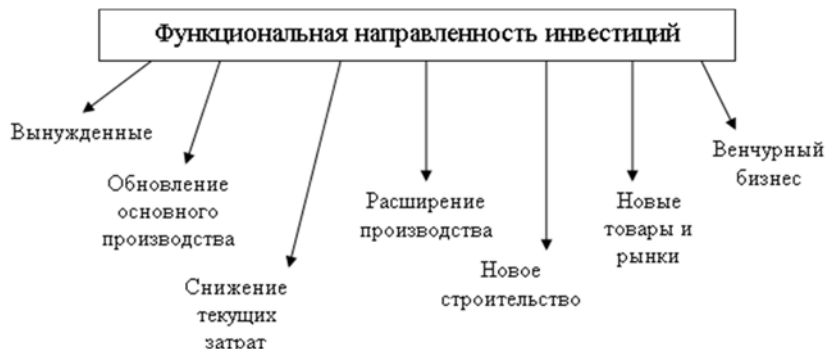 Функциональная направленность инвестиций
Вынужденные
Обновление
основного
производства
Снижение
текущих
затрат
Расширение
производства
Новое
строительство
Новые
товары и
рынки
Венчурный
бизнес